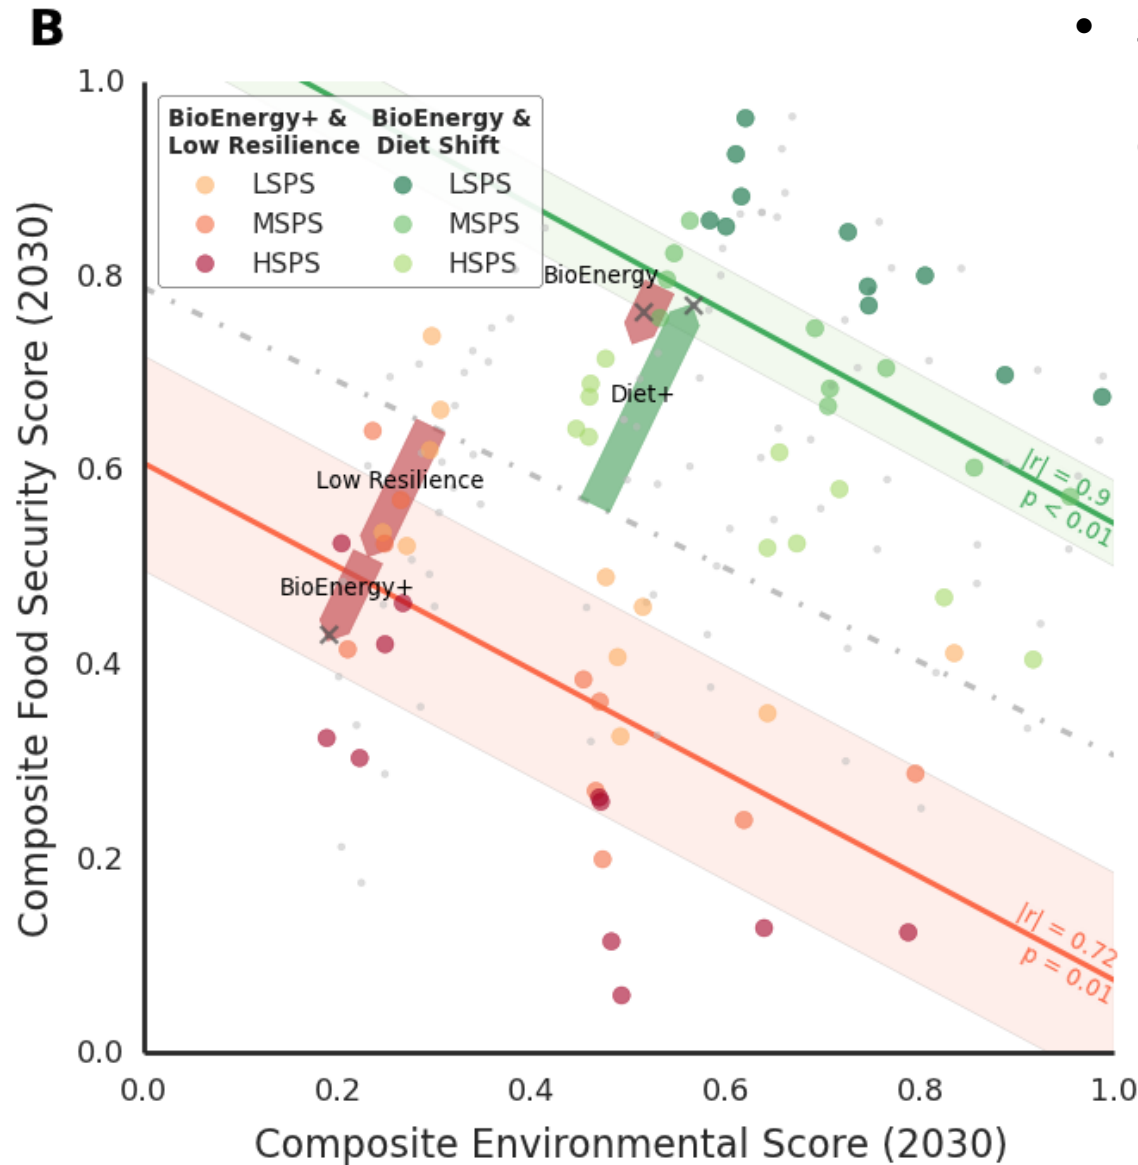 B
•
1.0
0.8
0.6
0.4
0.2
0.0
Composite Food Security Score (2030)
BioEnergy+ & Low Resilience
LSPS
MSPS
HSPS
BioEnergy & Diet Shift
LSPS
MSPS
HSPS
BioEnergy
Diet+
Low Resilience
BioEnergy+
|r| = 0.9
p < 0.01
|r| = 0.72
p = 0.01
0.0
0.2
0.4
0.6
0.8
1.0
Composite Environmental Score (2030)